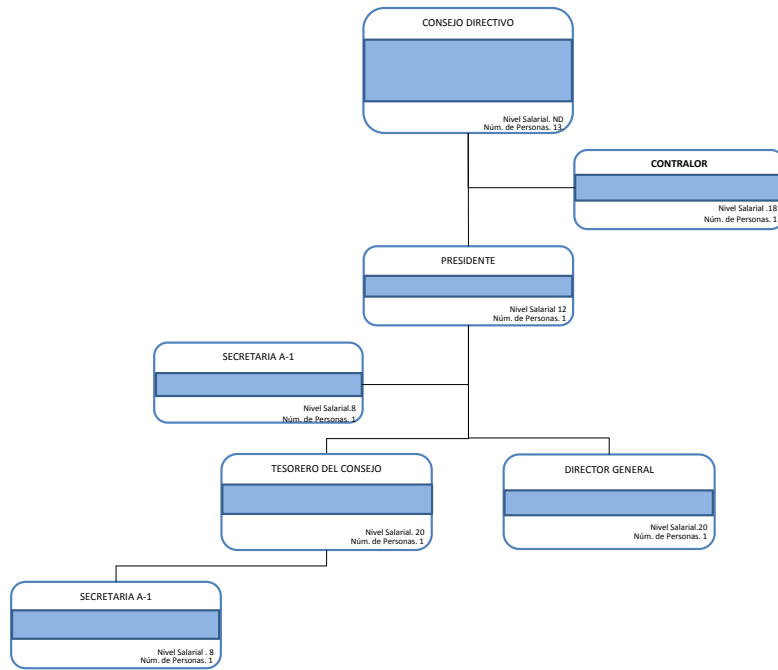 CONSEJO DIRECTIVO
Nivel Salarial. ND
Núm. de Personas. 13.
CONTRALOR
Nivel Salarial .18
Núm. de Personas. 1
PRESIDENTE
Nivel Salarial 12
Núm. de Personas. 1
SECRETARIA A-1
Nivel Salarial.8
Núm. de Personas. 1
TESORERO DEL CONSEJO
Nivel Salarial. 20
Núm. de Personas. 1
DIRECTOR GENERAL
Nivel Salarial.20
Núm. de Personas. 1
SECRETARIA A-1
Nivel Salarial . 8
Núm. de Personas. 1